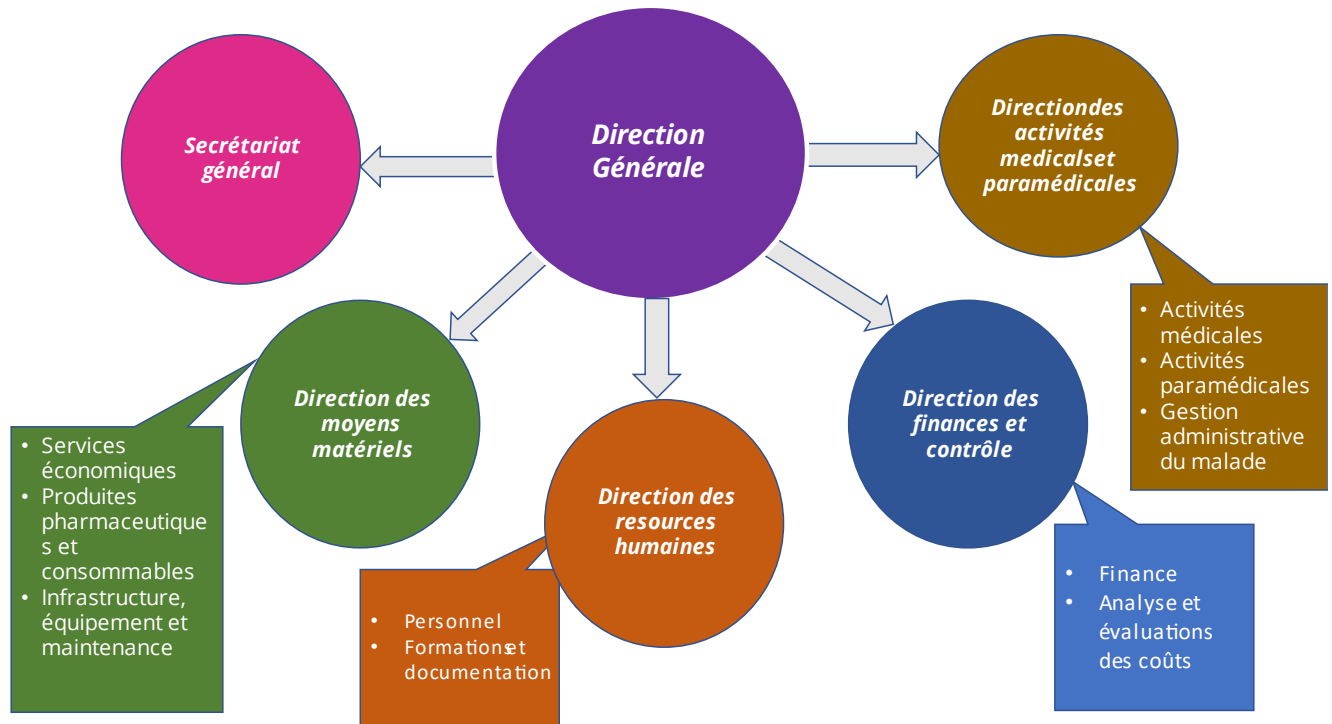 Secrétariat
général
Direction
Générale
Directiondes
activités
medicalset
paramédicales
• Activités
médicales
• Activités
paramédicales
• Gestion
administrative
du malade
Direction des
moyens
matériels
• Services
économiques
• Produites
pharmaceutique
s et
consommables
• Infrastructure,
équipement et
maintenance
Direction des
resources
humaines
• Personnel
• Formations et
documentation
Direction des
finances et
contrôle
• Finance
• Analyse et
évaluations
des coûts